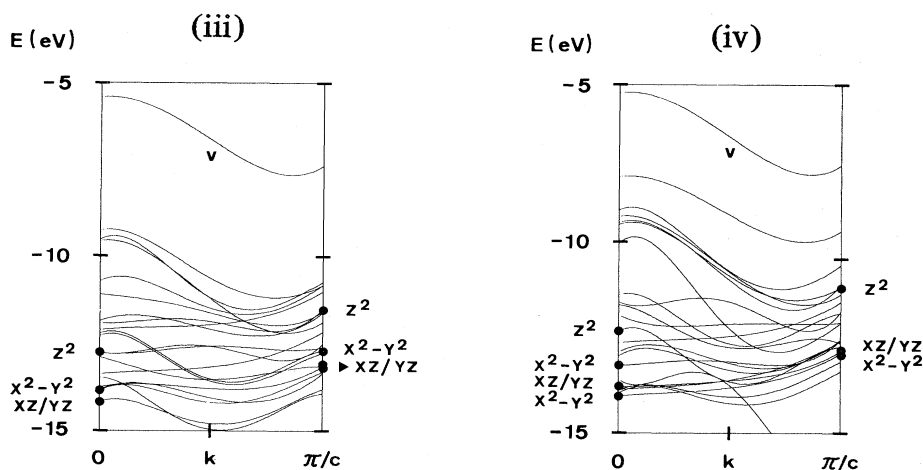 (iii)
E (eV)
-5
v
-10
z²
z²
x²-y²
xz/yz
x²-y²
xz/yz
-15
0 k π/c
(iv)
E (eV)
-5
v
-10
z²
z²
x²-y²
xz/yz
x²-y²
xz/yz
x²-y²
-15
0 k π/c